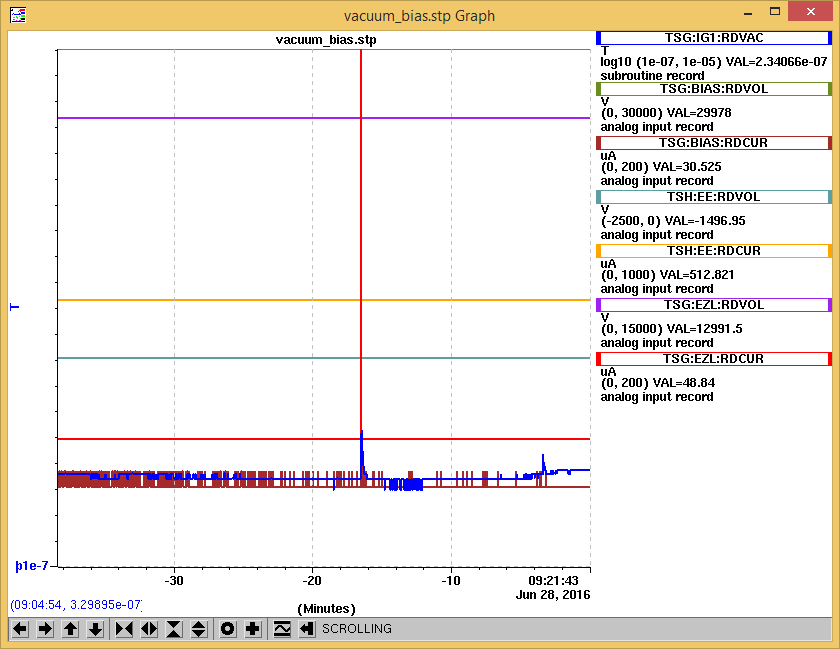 vacuum_bias.stp Graph
vacuum_bias.stp
TSG:IG1:RDVAC
T
log10 (1e-07, 1e-05) VAL=2.34066e-07
subroutine record
TSG:BIAS:RDVOL
V
(0, 30000) VAL=29978
analog input record
TSG:BIAS:RDCUR
uA
(0, 200) VAL=30.525
analog input record
TSH:EE:RDVOL
V
(-2500, 0) VAL=-1496.95
analog input record
TSH:EE:RDCUR
uA
(0, 1000) VAL=512.821
analog input record
TSG:EZL:RDVOL
V
(0, 15000) VAL=12991.5
analog input record
TSG:EZL:RDCUR
uA
(0, 200) VAL=48.84
analog input record
T
1e-7
-30 -20 -10 09:21:43
Jun 28, 2016
(09:04:54, 3.29895e-07)
(Minutes)
SCROLLING